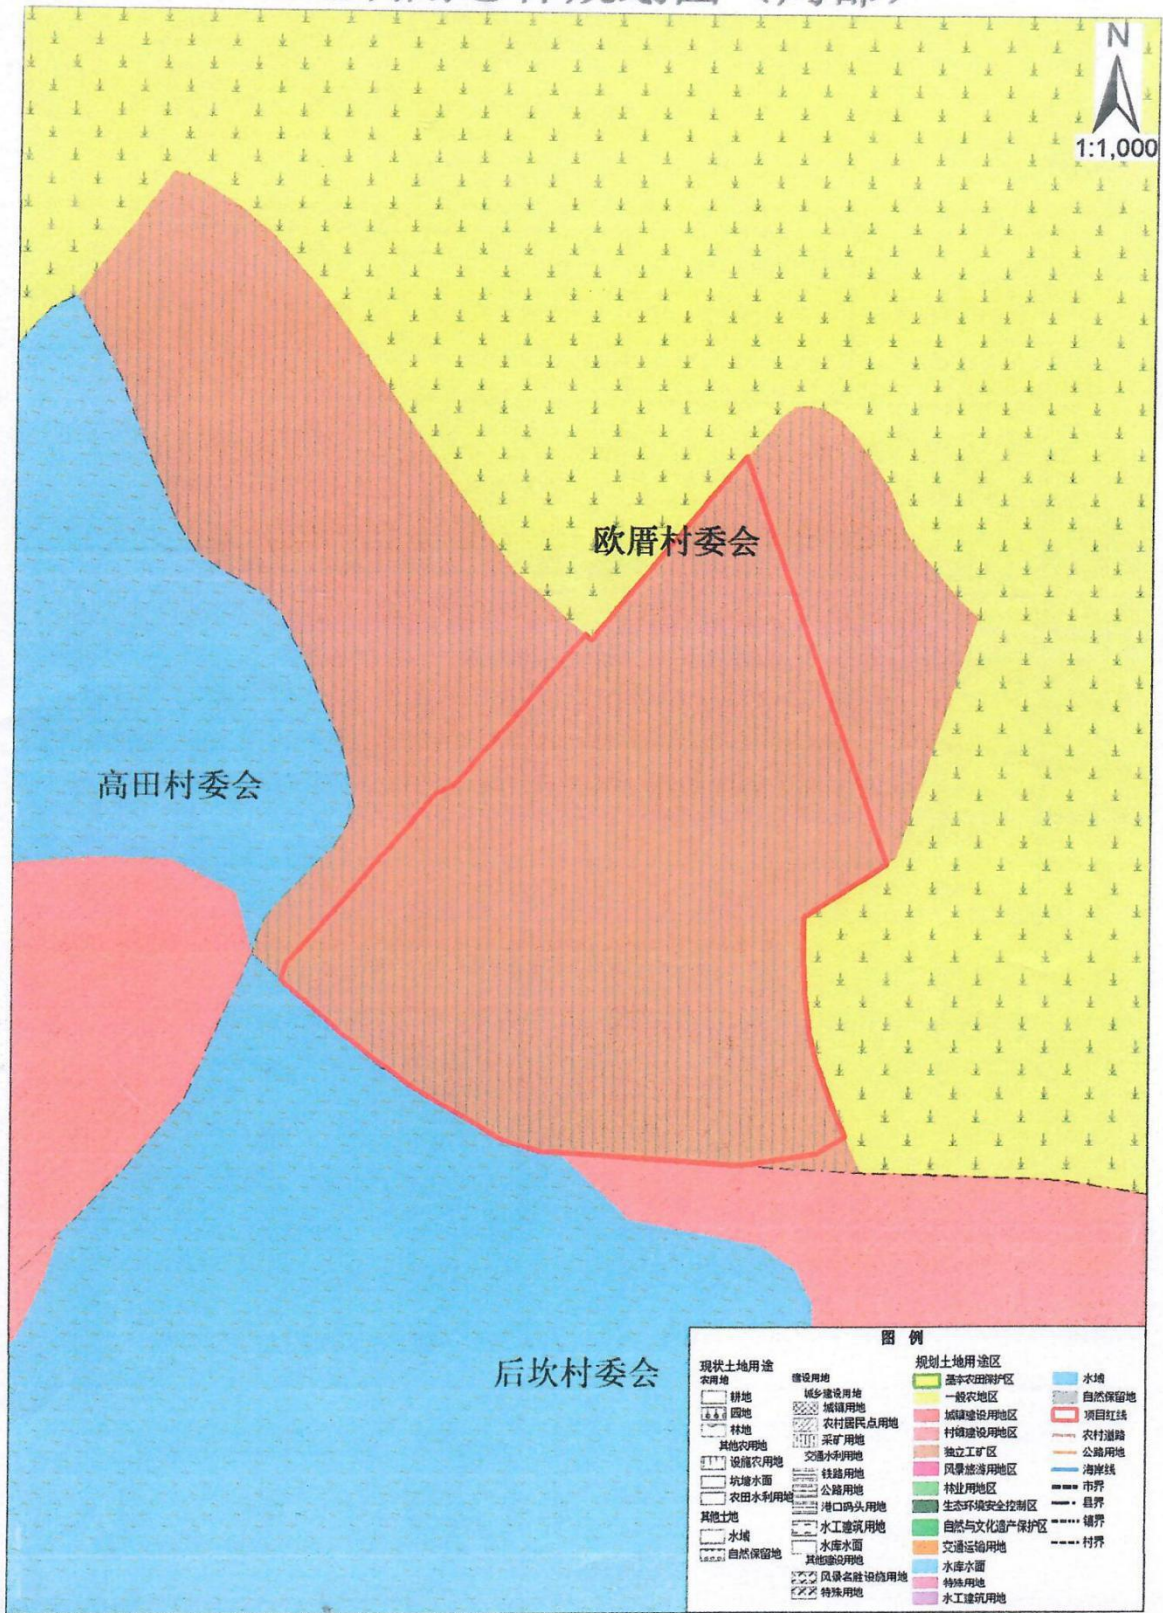 N
1:1,000
欧厝村委会
高田村委会
后坎村委会
图 例
现状土地用途
农用地
耕地
园地
林地
其他农用地
设施农用地
坑塘水面
农田水利用地
其他土地
水域
自然保留地
建设用地
城乡建设用地
城镇用地
农村居民点用地
采矿用地
交通水利用地
铁路用地
公路用地
港口码头用地
水工建筑用地
水库水面
其他建设用地
风景名胜设施用地
特殊用地
规划土地用途区
基本农田保护区
一般农地区
城镇建设用地区
村镇建设用地区
独立工矿区
风景旅游用地区
林业用地区
生态环境安全控制区
自然与文化遗产保护区
交通运输用地
水库水面
特殊用地
水工建筑用地
水域
自然保留地
项目红线
农村道路
公路用地
海岸线
市界
县界
镇界
村界